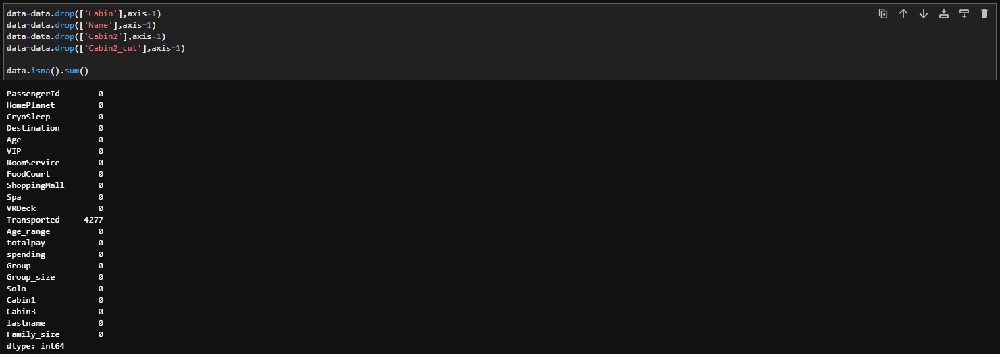 data=data.drop(['Cabin'],axis=1)
data=data.drop(['Name'],axis=1)
data=data.drop(['Cabin2'],axis=1)
data=data.drop(['Cabin2_cut'],axis=1)
data.isna().sum()
PassengerId 0
HomePlanet 0
CryoSleep 0
Destination 0
Age 0
VIP 0
RoomService 0
FoodCourt 0
ShoppingMall 0
Spa 0
VRDeck 0
Transported 4277
Age_range 0
totalpay 0
spending 0
Group 0
Group_size 0
Solo 0
Cabin1 0
Cabin3 0
lastname 0
Family_size 0
dtype: int64